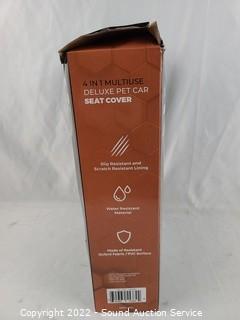 4 IN 1 MULTIUSE
DELUXE PET CAR
SEAT COVER
Slip Resistant and
Scratch Resistant Lining
Water Resistant
Material
Made of Resistant
Oxford Fabric / PVC Surface
Copyright 2022 - Sound Auction Service